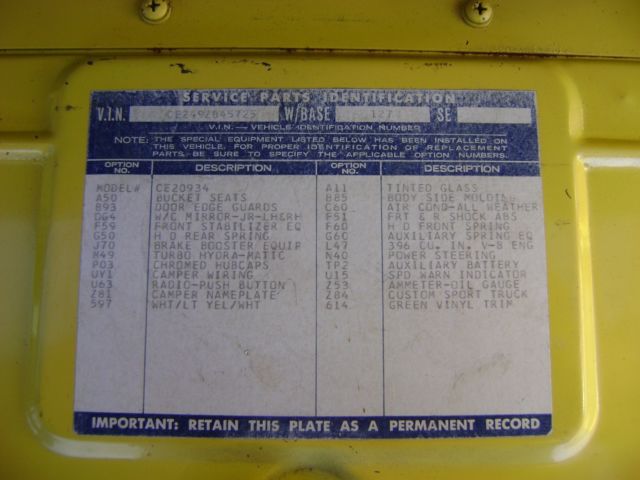 SERVICE PARTS IDENTIFICATION
V.I.N. CE249Z845725 W/BASE 127 SE
V.I.N. — VEHICLE IDENTIFICATION NUMBER
NOTE: THE SPECIAL EQUIPMENT LISTED BELOW HAS BEEN INSTALLED ON
THIS VEHICLE. FOR PROPER IDENTIFICATION OF REPLACEMENT
PARTS, BE SURE TO SPECIFY THE APPLICABLE OPTION NUMBERS.
OPTION NO. DESCRIPTION OPTION NO. DESCRIPTION
MODEL# CE20934 A11 TINTED GLASS
A50 BUCKET SEATS B85 BODY SIDE MOLDING
B93 DOOR EDGE GUARDS C60 AIR COND-ALL WEATHER
DG4 W/C MIRROR-JR-LH&RH F51 FRT & R SHOCK ABS
F59 FRONT STABILIZER EQ F60 H D FRONT SPRING
G50 H D REAR SPRING G60 AUXILIARY SPRING EQ
J70 BRAKE BOOSTER EQUIP L47 396 CU. IN. V-8 ENG
M49 TURBO HYDRA-MATIC N40 POWER STEERING
P03 CHROMED HUBCAPS TP2 AUXILIARY BATTERY
UY1 CAMPER WIRING U15 SPD WARN INDICATOR
U63 RADIO-PUSH BUTTON Z53 AMMETER-OIL GAUGE
Z81 CAMPER NAMEPLATE Z84 CUSTOM SPORT TRUCK
597 WHT/LT YEL/WHT 614 GREEN VINYL TRIM
IMPORTANT: RETAIN THIS PLATE AS A PERMANENT RECORD